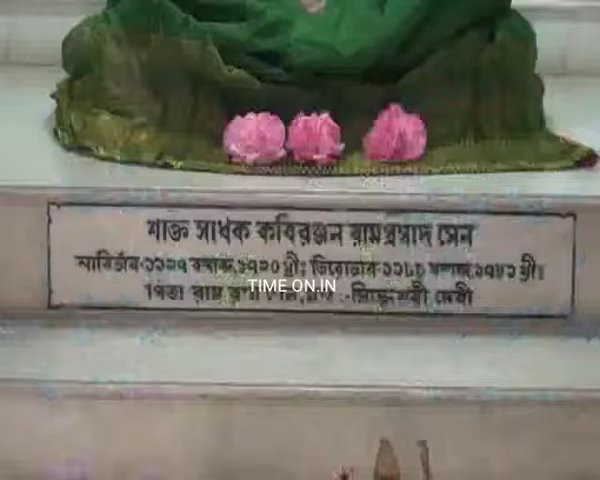 শাক্ত সাধক কবিরঞ্জন রামপ্রসাদ সেন
আবির্ভাব-১১২৭ বঙ্গাব্দ,১৭২০ খ্রীঃ তিরোভাব-১১৮৮ বঙ্গাব্দ,১৭৮১ খ্রীঃ
পিতা রাম সিদ্ধেশ্বরী দেবী
TIME ON.IN